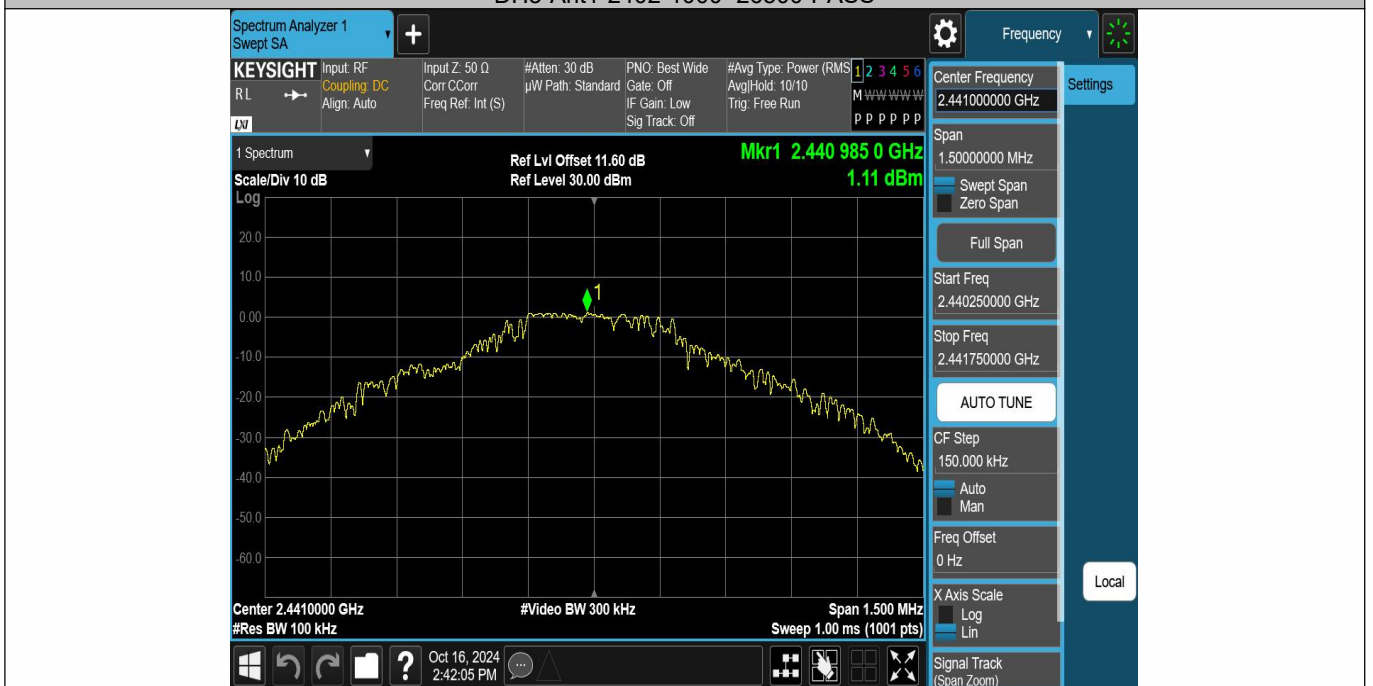 Spectrum Analyzer 1
Swept SA
Frequency
KEYSIGHT
RL
LXI
Input: RF
Coupling: DC
Align: Auto
Input Z: 50 Ω
Corr CCorr
Freq Ref: Int (S)
#Atten: 30 dB
µW Path: Standard
PNO: Best Wide
Gate: Off
IF Gain: Low
Sig Track: Off
#Avg Type: Power (RMS
Avg|Hold: 10/10
Trig: Free Run
1 2 3 4 5 6
M W W W W W
P P P P P P
Center Frequency
2.441000000 GHz
Settings
Span
1.50000000 MHz
Swept Span
Zero Span
Full Span
Start Freq
2.440250000 GHz
Stop Freq
2.441750000 GHz
AUTO TUNE
CF Step
150.000 kHz
Auto
Man
Freq Offset
0 Hz
X Axis Scale
Log
Lin
Signal Track
(Span Zoom)
Local
1 Spectrum
Scale/Div 10 dB
Log
Ref Lvl Offset 11.60 dB
Ref Level 30.00 dBm
Mkr1 2.440 985 0 GHz
1.11 dBm
20.0
10.0
1
0.00
-10.0
-20.0
-30.0
-40.0
-50.0
-60.0
Center 2.4410000 GHz
#Video BW 300 kHz
Span 1.500 MHz
#Res BW 100 kHz
Sweep 1.00 ms (1001 pts)
?
Oct 16, 2024
2:42:05 PM